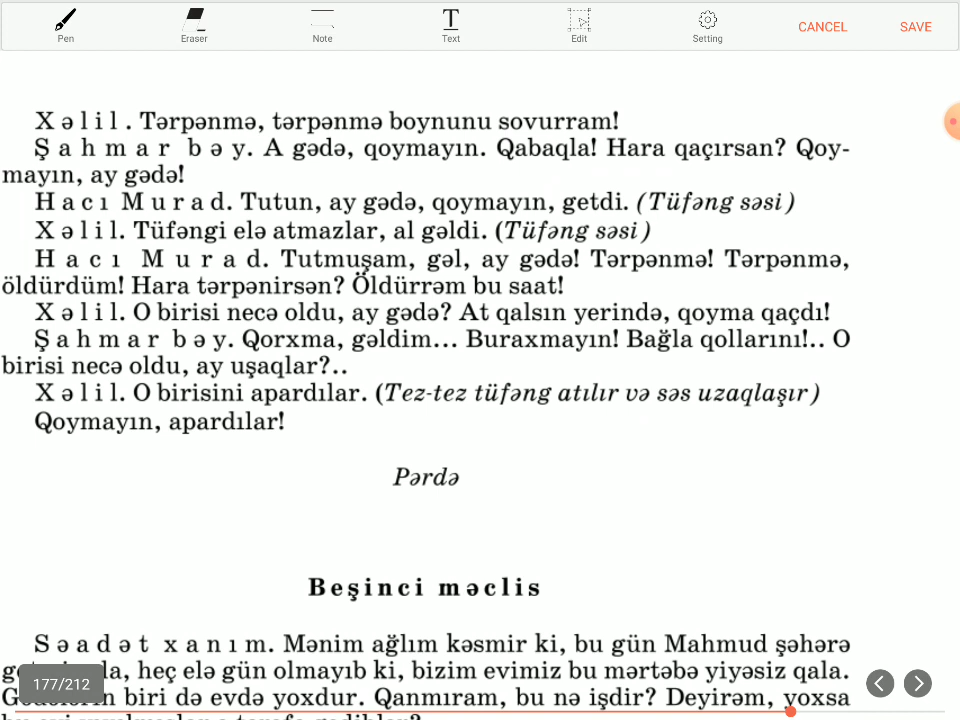 Pen Eraser Note Text Edit Setting CANCEL SAVE
X ə l i l . Tərpənmə, tərpənmə boynunu sovurram!
Ş a h m a r b ə y. A gədə, qoymayın. Qabaqla! Hara qaçırsan? Qoy-
mayın, ay gədə!
H a c ı M u r a d. Tutun, ay gədə, qoymayın, getdi. (Tüfəng səsi)
X ə l i l. Tüfəngi elə atmazlar, al gəldi. (Tüfəng səsi)
H a c ı M u r a d. Tutmuşam, gəl, ay gədə! Tərpənmə! Tərpənmə,
öldürdüm! Hara tərpənirsən? Öldürrəm bu saat!
X ə l i l. O birisi necə oldu, ay gədə? At qalsın yerində, qoyma qaçdı!
Ş a h m a r b ə y. Qorxma, gəldim... Buraxmayın! Bağla qollarını!.. O
birisi necə oldu, ay uşaqlar?..
X ə l i l. O birisini apardılar. (Tez-tez tüfəng atılır və səs uzaqlaşır)
Qoymayın, apardılar!
Pərdə
B e ş i n c i m ə c l i s
S ə a d ə t x a n ı m. Mənim ağlım kəsmir ki, bu gün Mahmud şəhərə
heç elə gün olmayıb ki, bizim evimiz bu mərtəbə yiyəsiz qala.
biri də evdə yoxdur. Qanmıram, bu nə işdir? Deyirəm, yoxsa
177/212